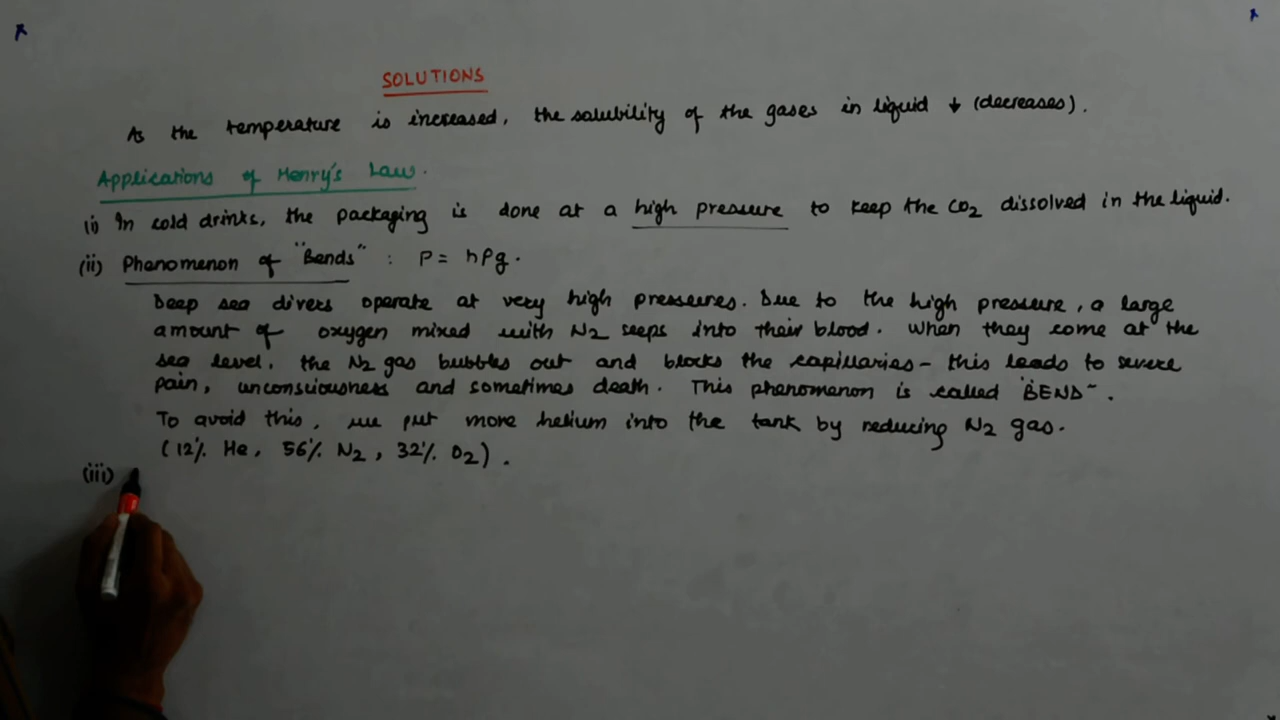 SOLUTIONS
As the temperature is increased, the solubility of the gases in liquid ↓ (decreases).
Applications of Henry's Law.
(i) In cold drinks, the packaging is done at a high pressure to keep the CO2 dissolved in the liquid.
(ii) Phenomenon of "Bends" : P = hρg.
Deep sea divers operate at very high pressures. Due to the high pressure, a large
amount of oxygen mixed with N2 seeps into their blood. When they come at the
sea level, the N2 gas bubbles out and blocks the capillaries - this leads to severe
pain, unconsciousness and sometimes death. This phenomenon is called "BEND".
To avoid this, we put more helium into the tank by reducing N2 gas.
(12% He, 56% N2, 32% O2).
(iii)